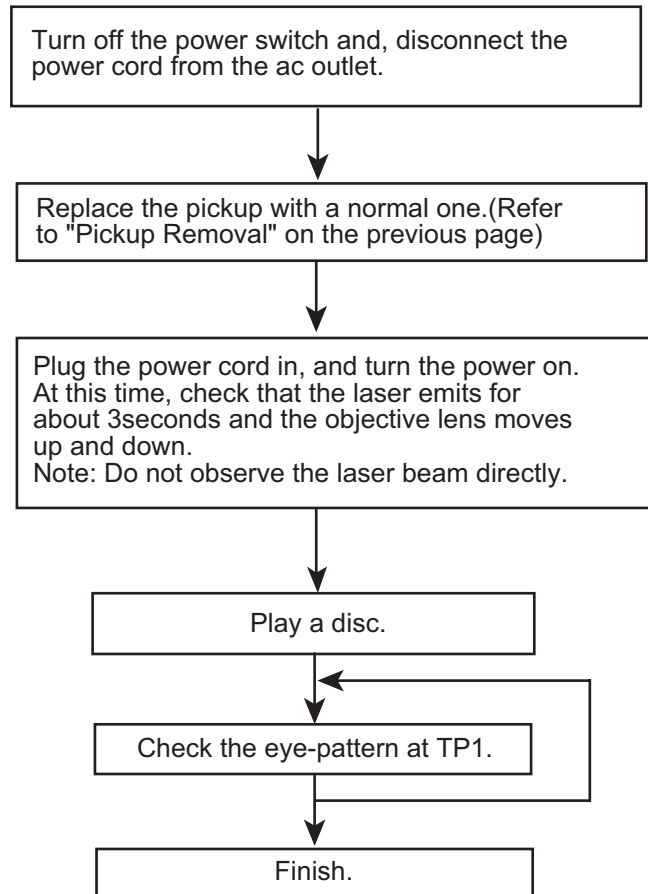 Turn off the power switch and, disconnect the
power cord from the ac outlet.
Replace the pickup with a normal one.(Refer
to "Pickup Removal" on the previous page)
Plug the power cord in, and turn the power on.
At this time, check that the laser emits for
about 3seconds and the objective lens moves
up and down.
Note: Do not observe the laser beam directly.
Play a disc.
Check the eye-pattern at TP1.
Finish.